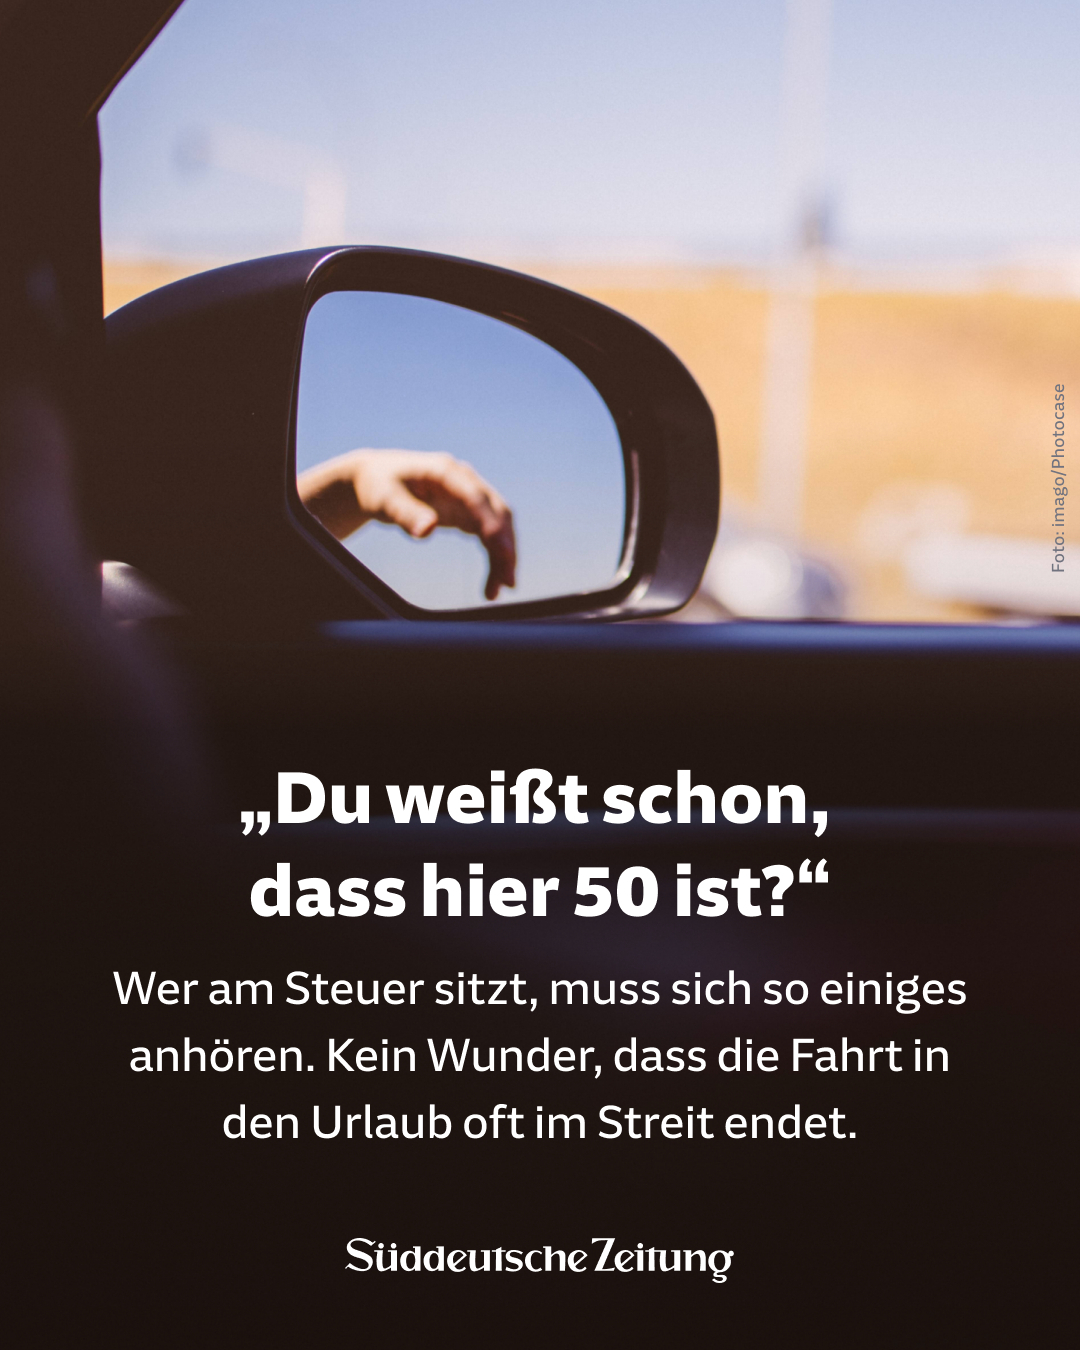 Foto: imago/Photocase
„Du weißt schon,
dass hier 50 ist?“
Wer am Steuer sitzt, muss sich so einiges
anhören. Kein Wunder, dass die Fahrt in
den Urlaub oft im Streit endet.
Süddeutsche Zeitung